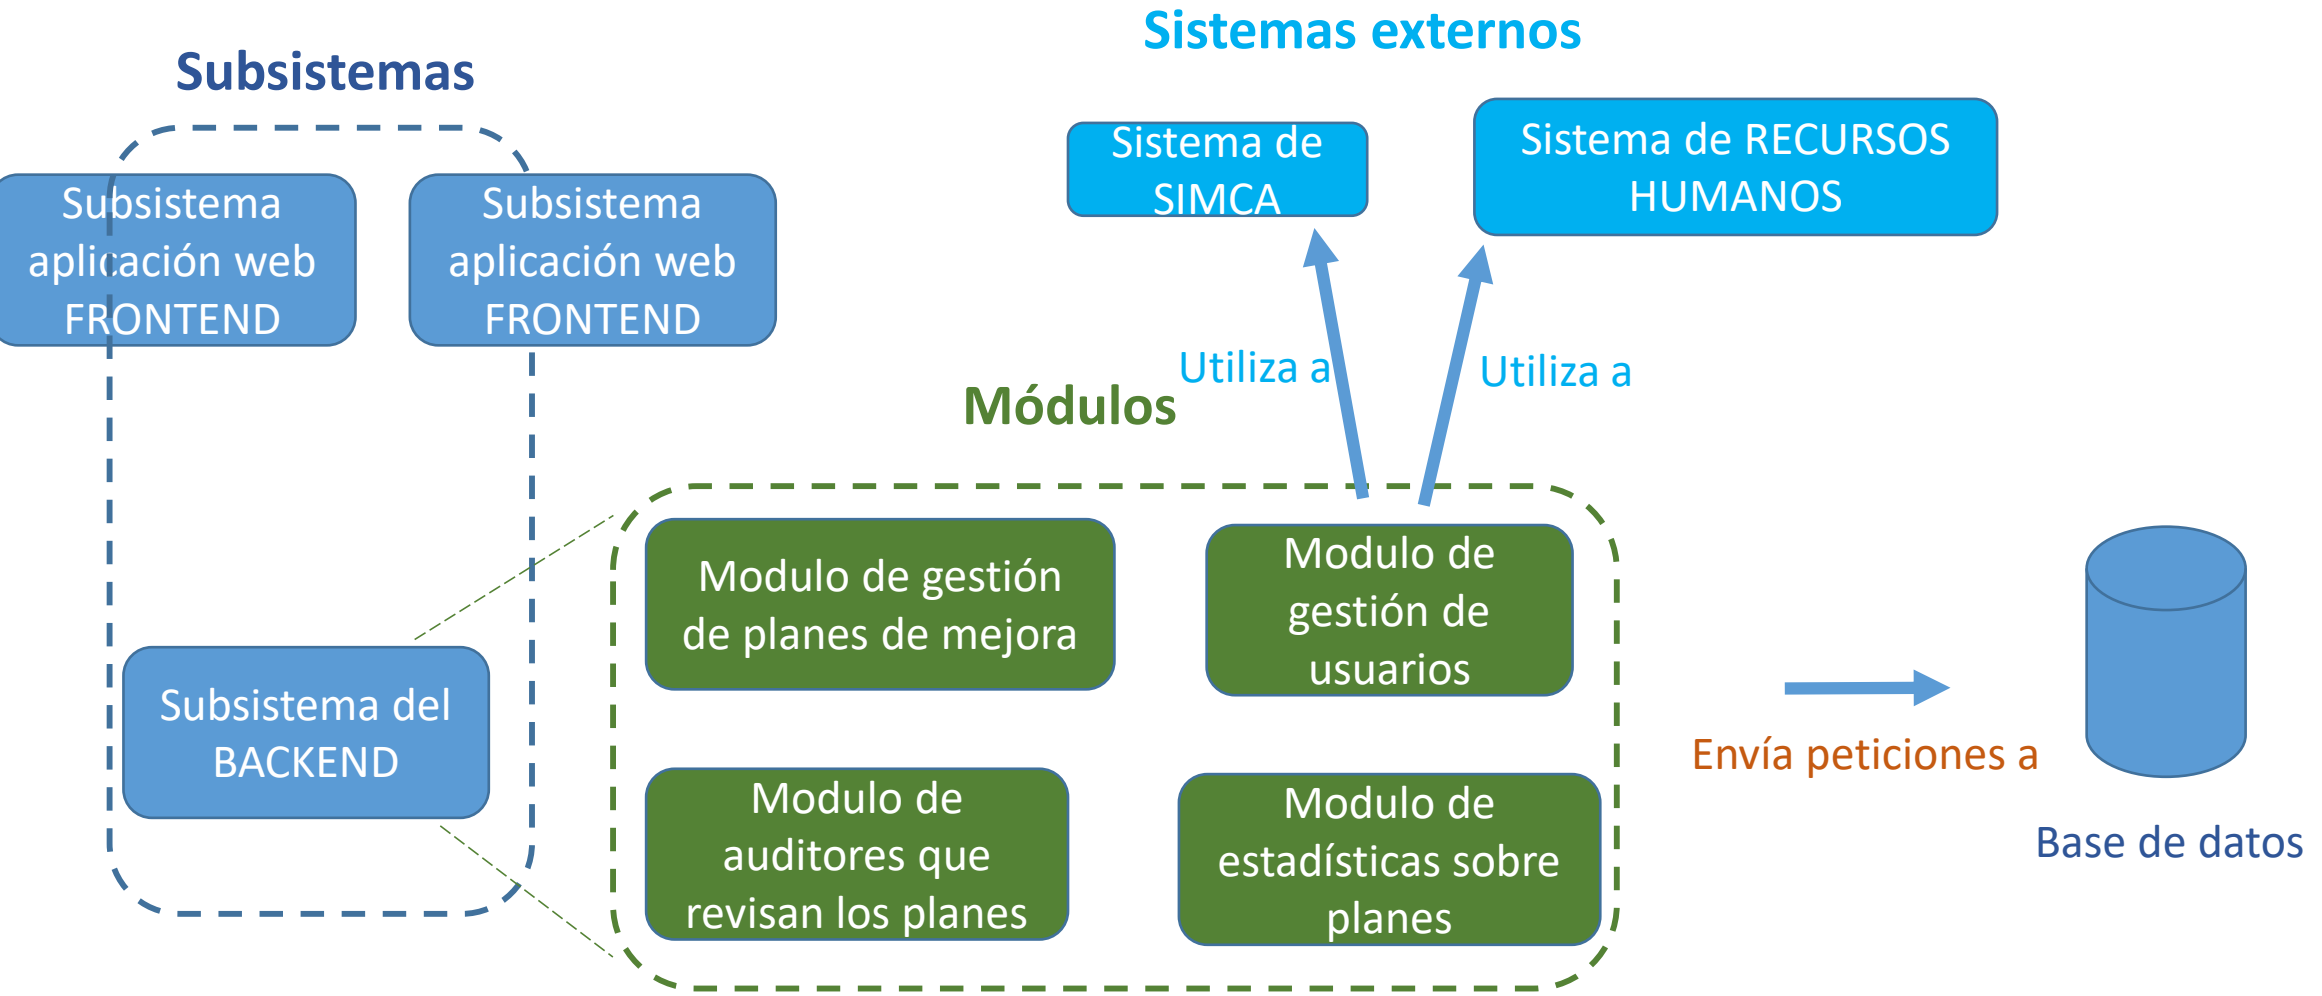 Sistemas externos
Subsistemas
Subsistema
aplicación web
FRONTEND
Subsistema
aplicación web
FRONTEND
Sistema de
SIMCA
Sistema de RECURSOS
HUMANOS
Utiliza a
Utiliza a
Módulos
Modulo de gestión
de planes de mejora
Modulo de
gestión de
usuarios
Subsistema del
BACKEND
Envía peticiones a
Modulo de
auditores que
revisan los planes
Modulo de
estadísticas sobre
planes
Base de datos